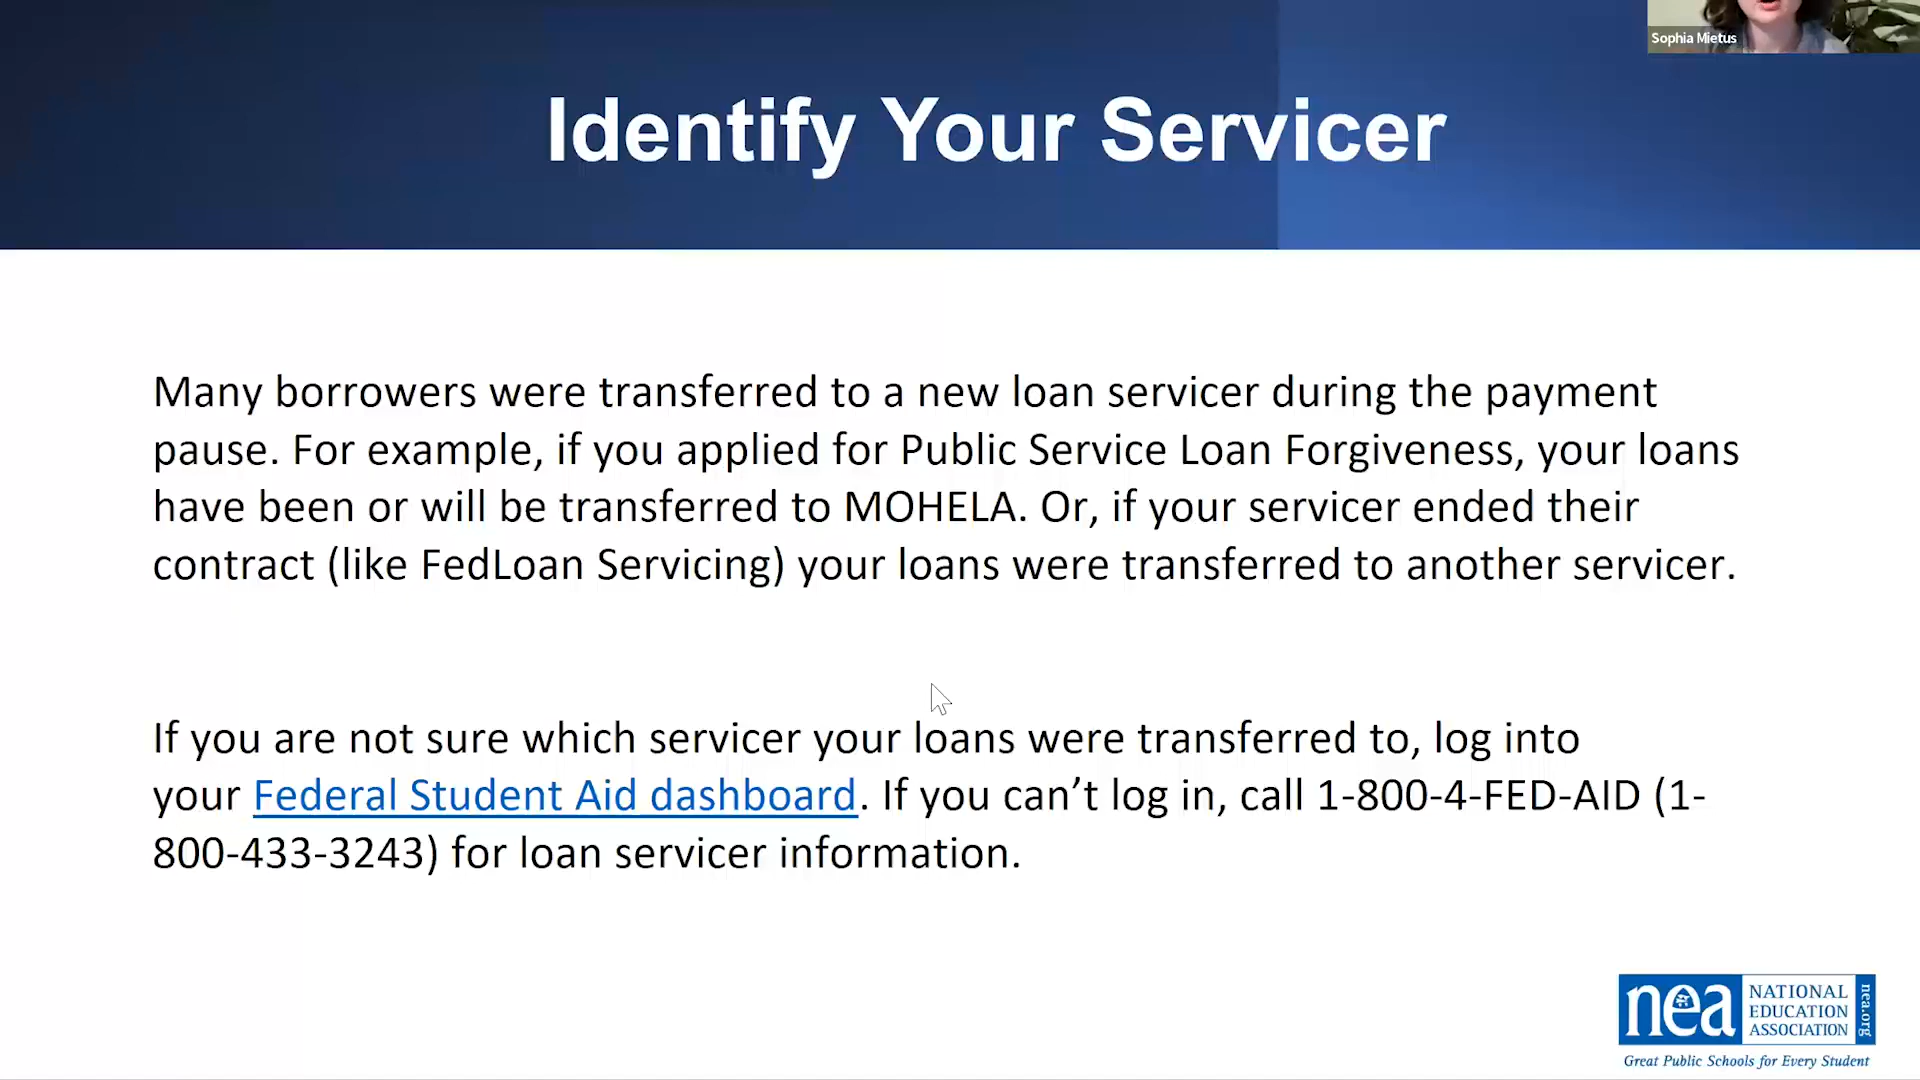 Sophia Mietus
Identify Your Servicer
Many borrowers were transferred to a new loan servicer during the payment
pause. For example, if you applied for Public Service Loan Forgiveness, your loans
have been or will be transferred to MOHELA. Or, if your servicer ended their
contract (like FedLoan Servicing) your loans were transferred to another servicer.
If you are not sure which servicer your loans were transferred to, log into
your Federal Student Aid dashboard. If you can’t log in, call 1-800-4-FED-AID (1-
800-433-3243) for loan servicer information.
nea
NATIONAL
EDUCATION
ASSOCIATION
nea.org
Great Public Schools for Every Student